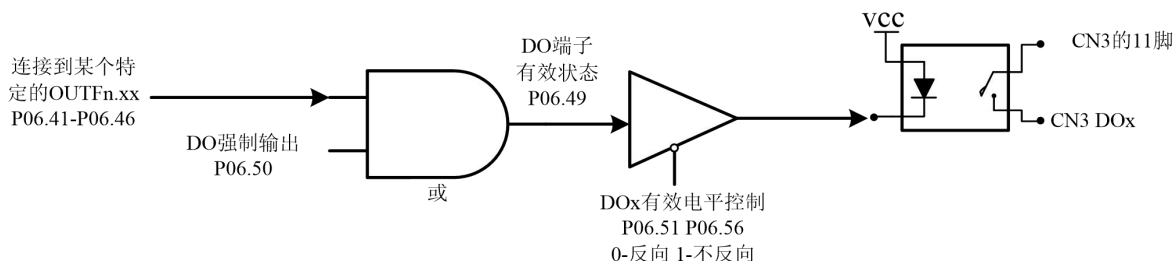 连接到某个特
定的OUTFn.xx
P06.41-P06.46
DO强制输出
P06.50
或
DO端子
有效状态
P06.49
DOx有效电平控制
P06.51 P06.56
0-反向 1-不反向
vcc
CN3的11脚
CN3 DOx